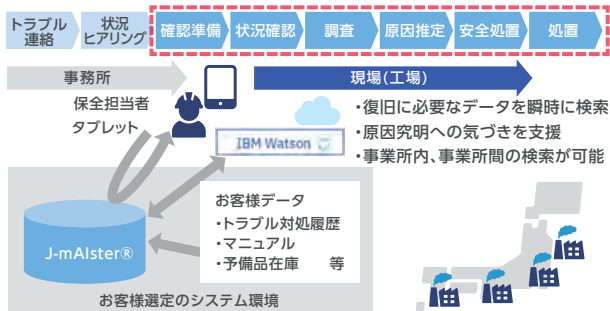 トラブル
連絡
状況
ヒアリング
確認準備
状況確認
調査
原因推定
安全処置
処置
事務所
現場(工場)
保全担当者
タブレット
・復旧に必要なデータを瞬時に検索
・原因究明への気づきを支援
・事業所内、事業所間の検索が可能
IBM Watson
お客様データ
・トラブル対処履歴
・マニュアル
・予備品在庫　等
J-mAIster®
お客様選定のシステム環境